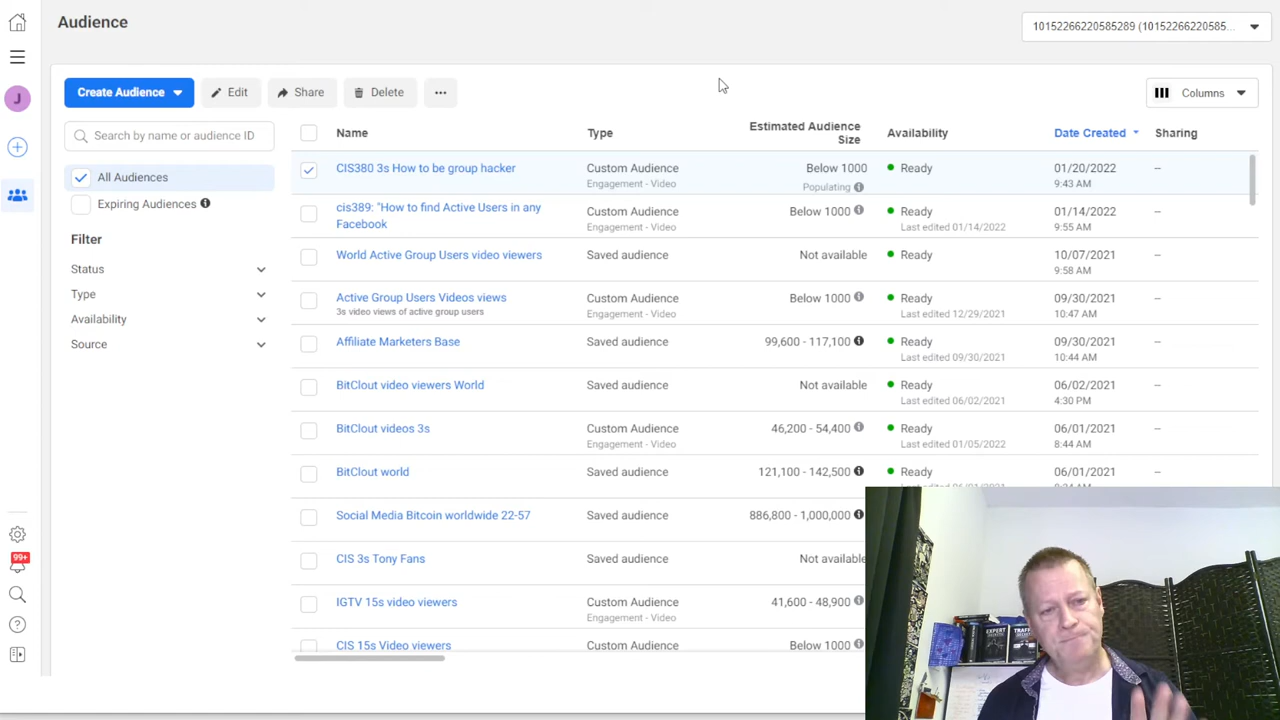 Audience
10152266220585289 (10152266220585...
J
Create Audience
Edit
Share
Delete
...
Columns
Search by name or audience ID
All Audiences
Expiring Audiences
Filter
Status
Type
Availability
Source
99+
Name Type Estimated Audience Size Availability Date Created Sharing
CIS380 3s How to be group hacker Custom Audience Below 1000 Ready 01/20/2022 --
Engagement - Video Populating 9:43 AM
cis389: "How to find Active Users in any Custom Audience Below 1000 Ready 01/14/2022 --
Facebook Engagement - Video Last edited 01/14/2022 9:55 AM
World Active Group Users video viewers Saved audience Not available Ready 10/07/2021 --
9:58 AM
Active Group Users Videos views Custom Audience Below 1000 Ready 09/30/2021 --
3s video views of active group users Engagement - Video Last edited 12/29/2021 10:47 AM
Affiliate Marketers Base Saved audience 99,600 - 117,100 Ready 09/30/2021 --
Last edited 09/30/2021 10:44 AM
BitClout video viewers World Saved audience Not available Ready 06/02/2021 --
Last edited 06/02/2021 4:30 PM
BitClout videos 3s Custom Audience 46,200 - 54,400 Ready 06/01/2021 --
Engagement - Video Last edited 01/05/2022 8:44 AM
BitClout world Saved audience 121,100 - 142,500 Ready 06/01/2021 --
Social Media Bitcoin worldwide 22-57 Saved audience 886,800 - 1,000,000
CIS 3s Tony Fans Saved audience Not available
IGTV 15s video viewers Custom Audience 41,600 - 48,900
Engagement - Video
CIS 15s Video viewers Custom Audience Below 1000
EXPERT
TRAFFIC